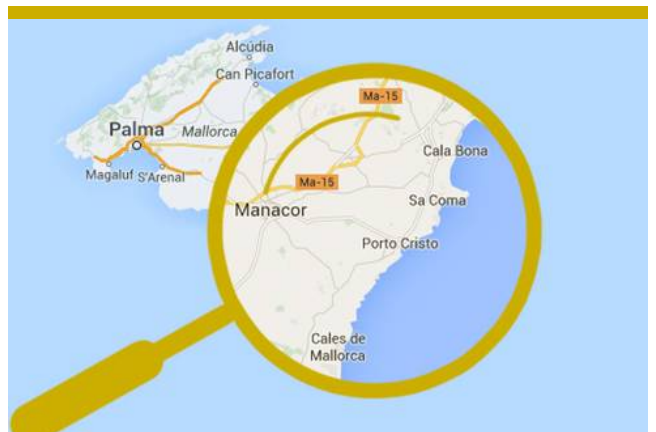 Alcúdia
Can Picafort
Palma
Mallorca
Magaluf
S'Arenal
Ma-15
Cala Bona
Ma-15
Manacor
Sa Coma
Porto Cristo
Cales de
Mallorca